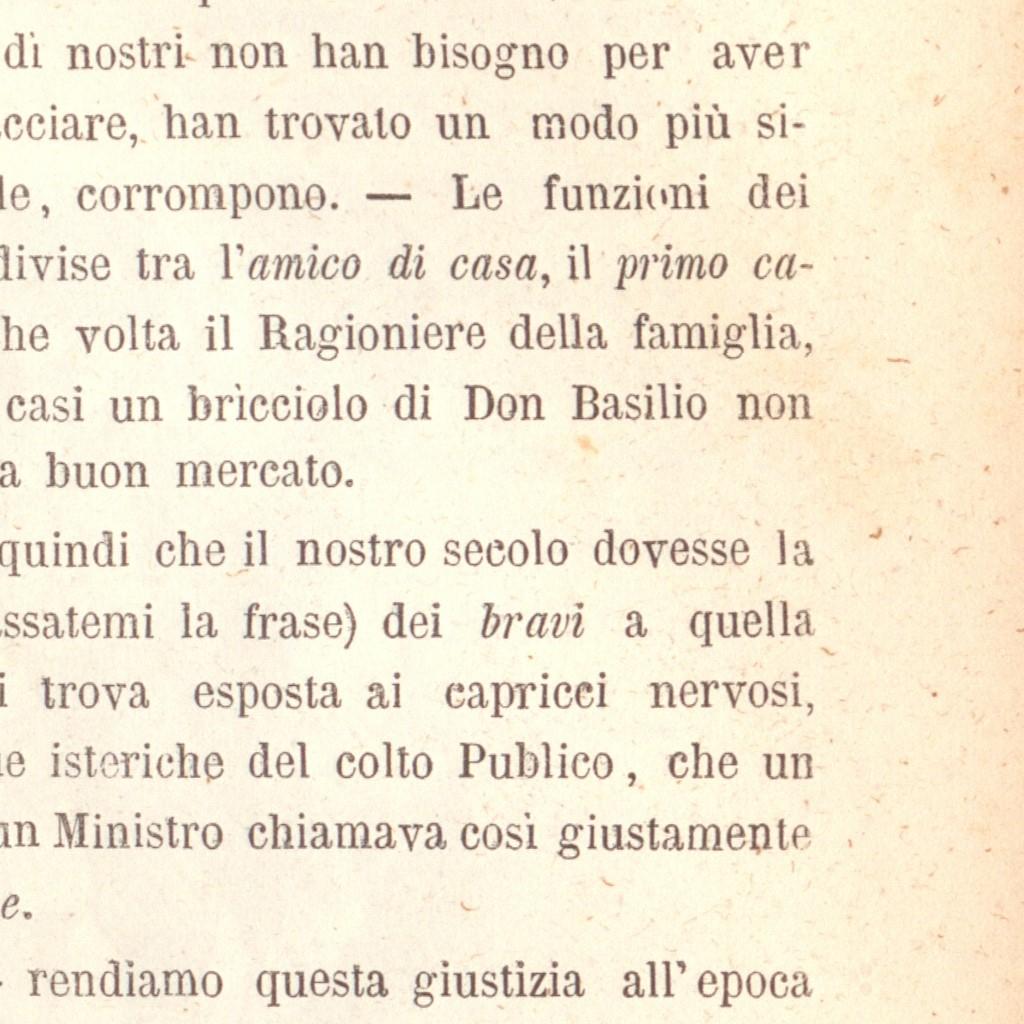 dì nostri non han bisogno per aver
cciare, han trovato un modo più si-
le, corrompono. — Le funzioni dei
divise tra l'amico di casa, il primo ca-
he volta il Ragioniere della famiglia,
casi un bricciolo di Don Basilio non
a buon mercato.
quindi che il nostro secolo dovesse la
ssatemi la frase) dei bravi a quella
i trova esposta ai capricci nervosi,
ue isteriche del colto Publico, che un
un Ministro chiamava così giustamente
e.
- rendiamo questa giustizia all'epoca